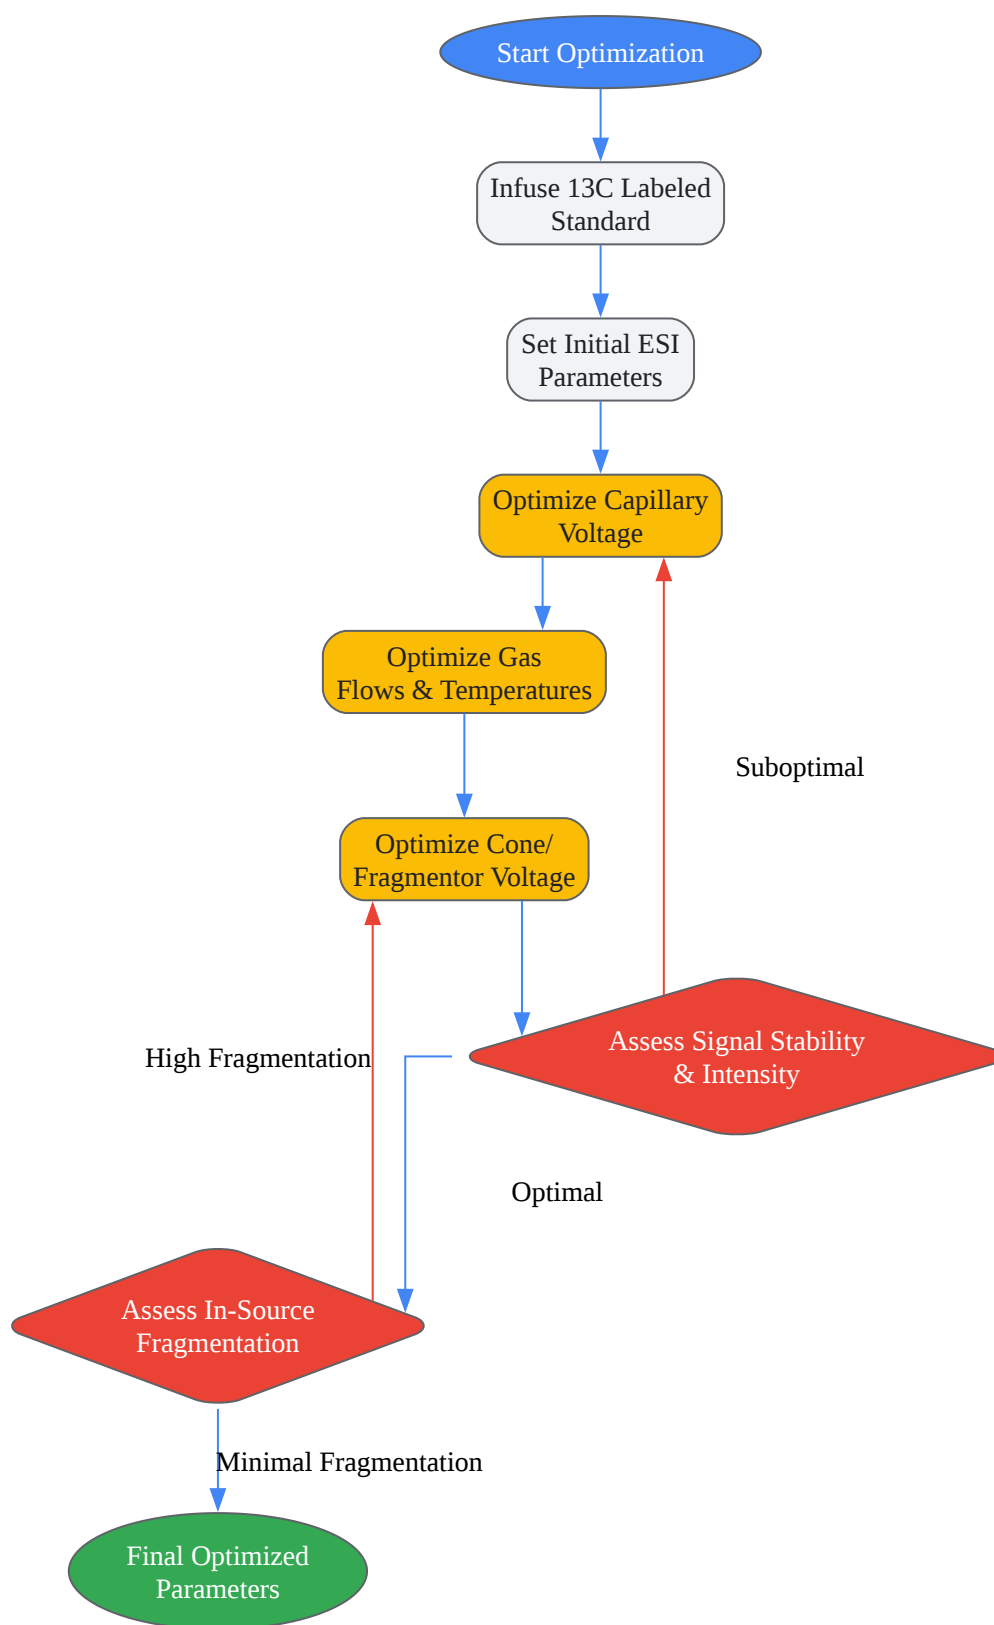 Start Optimization
Infuse 13C Labeled
Standard
Set Initial ESI
Parameters
Optimize Capillary
Voltage
Optimize Gas
Flows & Temperatures
Suboptimal
Optimize Cone/
Fragmentor Voltage
Assess Signal Stability
& Intensity
High Fragmentation
Optimal
Assess In-Source
Fragmentation
Minimal Fragmentation
Final Optimized
Parameters